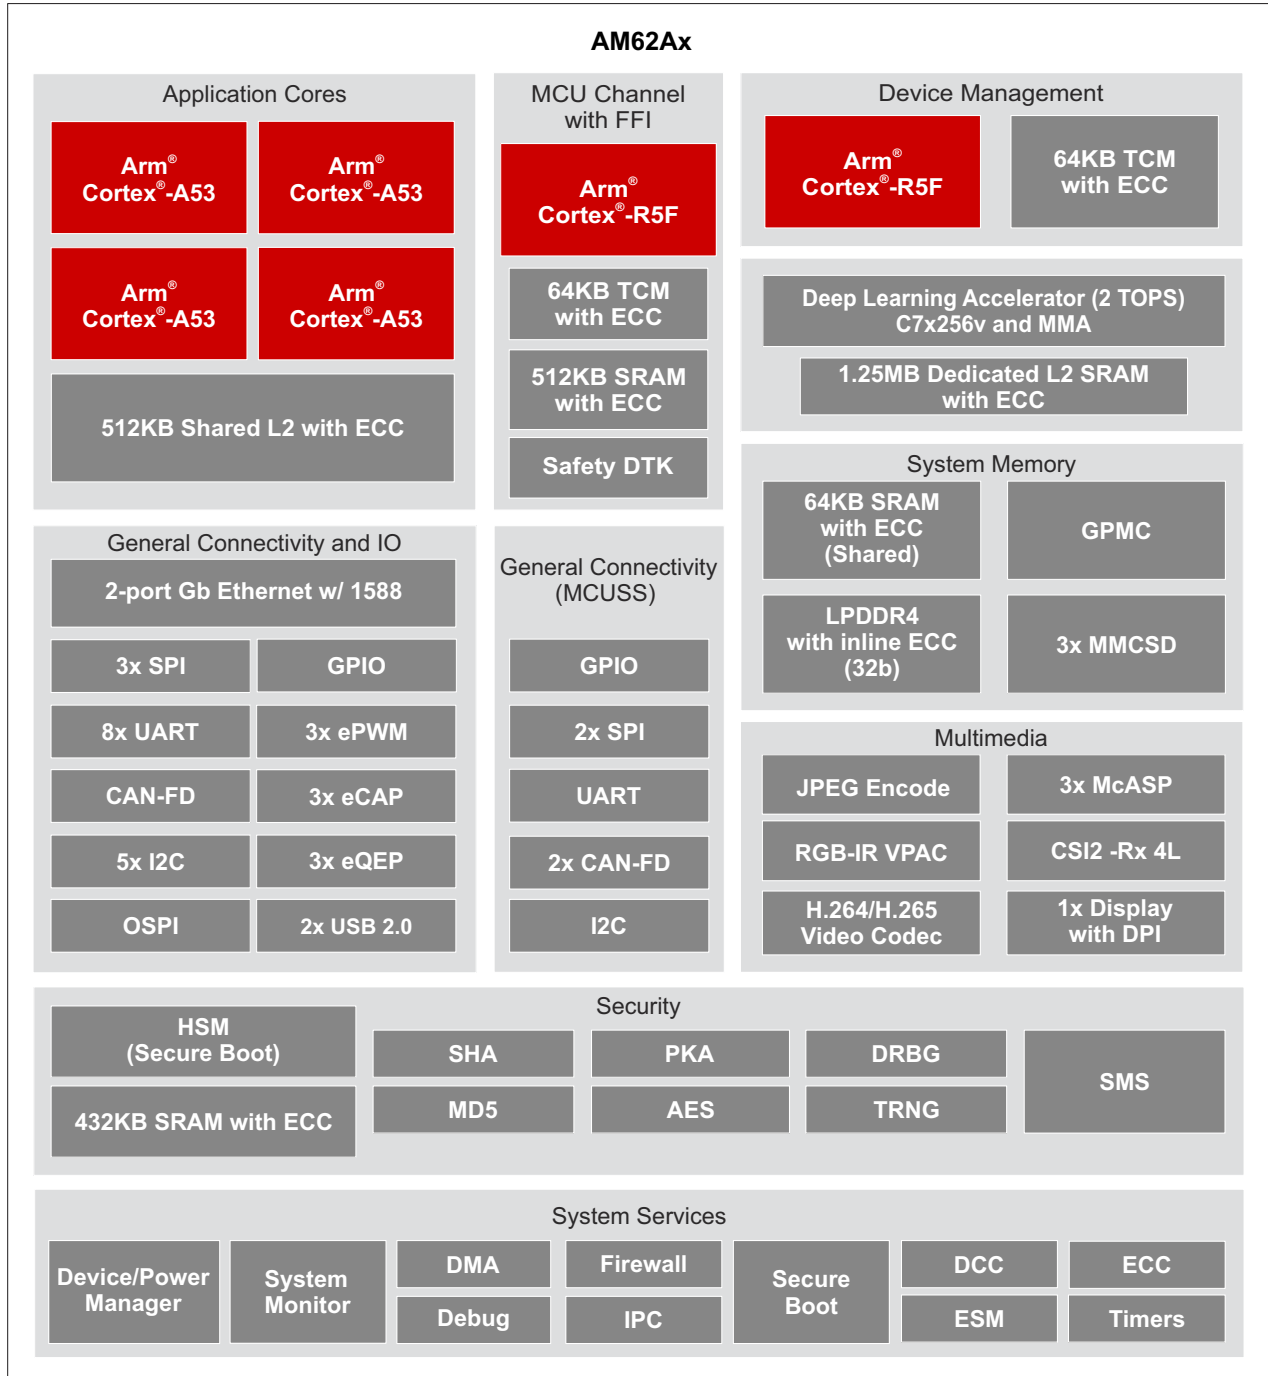 AM62Ax
Application Cores
Arm®
Cortex®-A53
Arm®
Cortex®-A53
Arm®
Cortex®-A53
Arm®
Cortex®-A53
512KB Shared L2 with ECC
MCU Channel
with FFI
Arm®
Cortex®-R5F
64KB TCM
with ECC
512KB SRAM
with ECC
Safety DTK
Device Management
Arm®
Cortex®-R5F
64KB TCM
with ECC
Deep Learning Accelerator (2 TOPS)
C7x256v and MMA
1.25MB Dedicated L2 SRAM
with ECC
System Memory
64KB SRAM
with ECC
(Shared)
GPMC
LPDDR4
with inline ECC
(32b)
3x MMCSD
General Connectivity and IO
2-port Gb Ethernet w/ 1588
3x SPI
GPIO
8x UART
3x ePWM
CAN-FD
3x eCAP
5x I2C
3x eQEP
OSPI
2x USB 2.0
General Connectivity
(MCUSS)
GPIO
2x SPI
UART
2x CAN-FD
I2C
Multimedia
JPEG Encode
3x McASP
RGB-IR VPAC
CSI2 -Rx 4L
H.264/H.265
Video Codec
1x Display
with DPI
Security
HSM
(Secure Boot)
432KB SRAM with ECC
SHA
PKA
DRBG
MD5
AES
TRNG
SMS
System Services
Device/Power
Manager
System
Monitor
DMA
Debug
Firewall
IPC
Secure
Boot
DCC
ESM
ECC
Timers